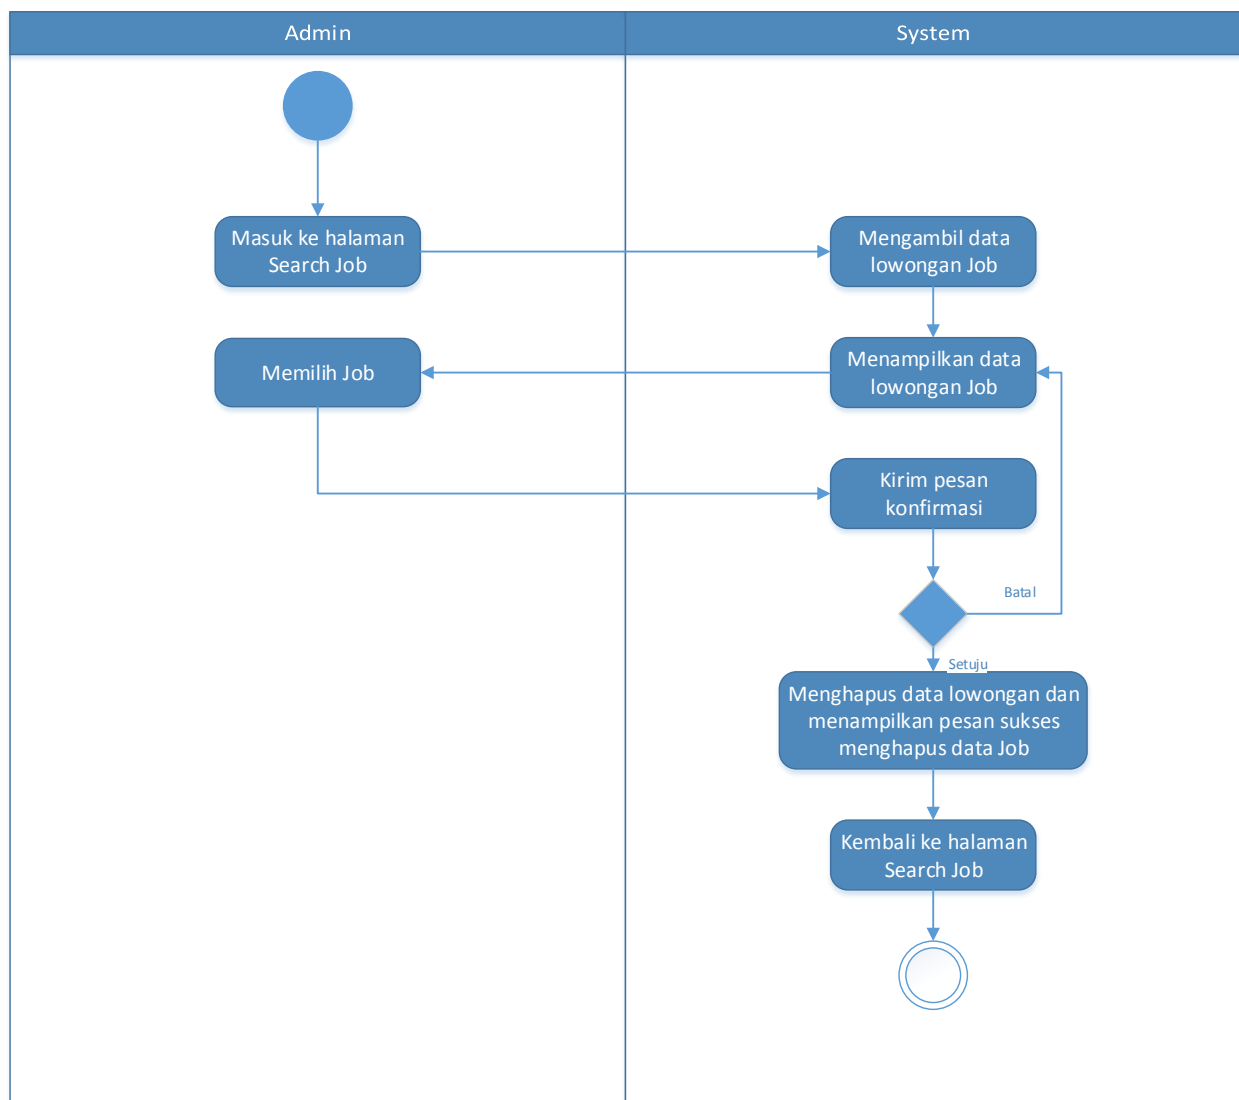 Admin
System
Masuk ke halaman
Search Job
Mengambil data
lowongan Job
Memilih Job
Menampilkan data
lowongan Job
Kirim pesan
konfirmasi
Batal
Setuju
Menghapus data lowongan dan
menampilkan pesan sukses
menghapus data Job
Kembali ke halaman
Search Job